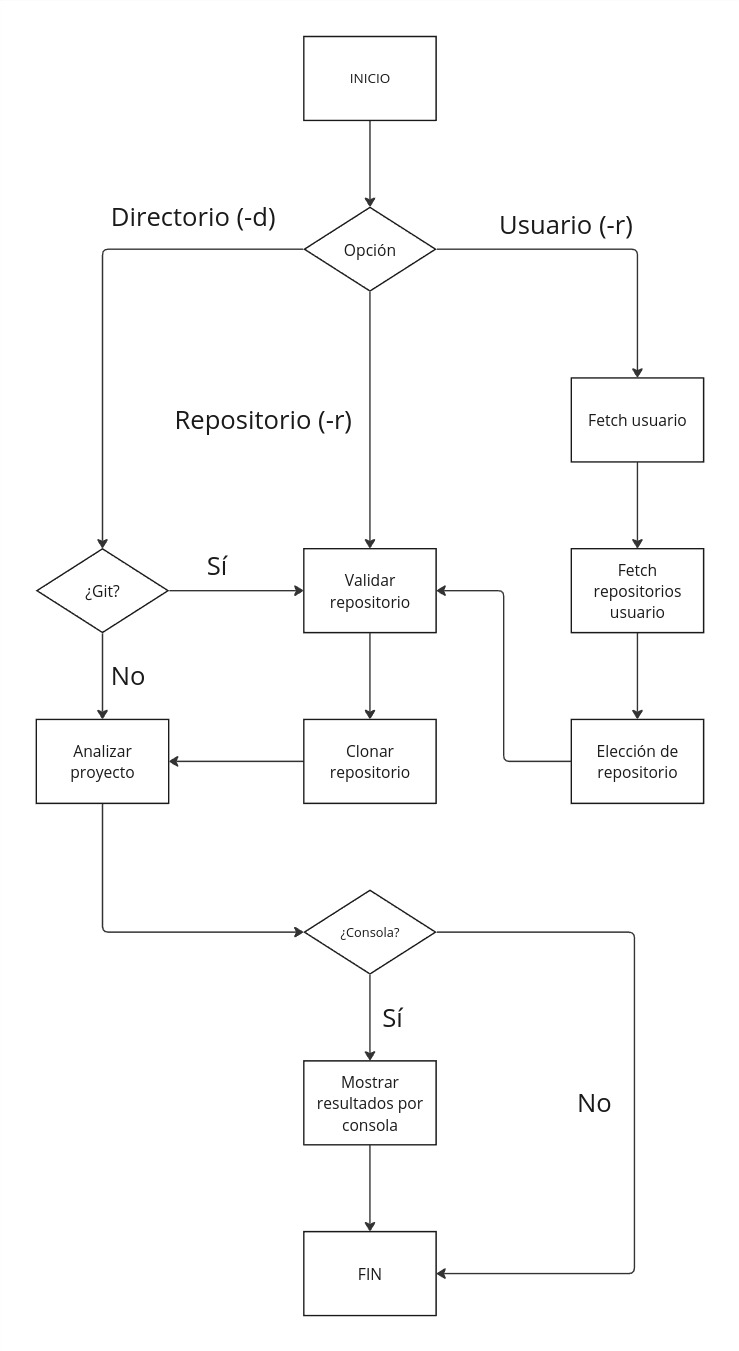 INICIO
Directorio (-d)
Opción
Usuario (-r)
Repositorio (-r)
Fetch usuario
¿Git?
Sí
Validar
repositorio
Fetch
repositorios
usuario
No
Analizar
proyecto
Clonar
repositorio
Elección de
repositorio
¿Consola?
Sí
Mostrar
resultados por
consola
No
FIN